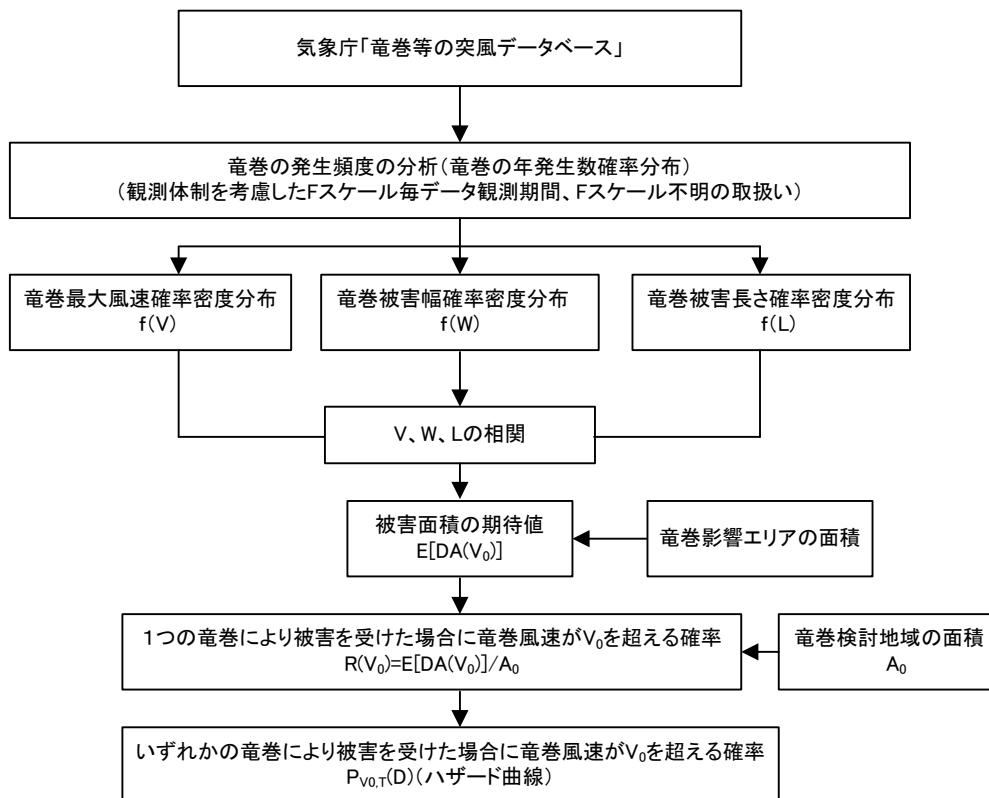 気象庁「竜巻等の突風データベース」
竜巻の発生頻度の分析(竜巻の年発生数確率分布)
(観測体制を考慮したFスケール毎データ観測期間、Fスケール不明の取扱い)
竜巻最大風速確率密度分布
f(V)
竜巻被害幅確率密度分布
f(W)
竜巻被害長さ確率密度分布
f(L)
V、W、Lの相関
被害面積の期待値
E[DA(V₀)]
竜巻影響エリアの面積
1つの竜巻により被害を受けた場合に竜巻風速がV₀を超える確率
R(V₀)=E[DA(V₀)]/A₀
竜巻検討地域の面積
A₀
いずれかの竜巻により被害を受けた場合に竜巻風速がV₀を超える確率
P_{V0,T}(D)(ハザード曲線)